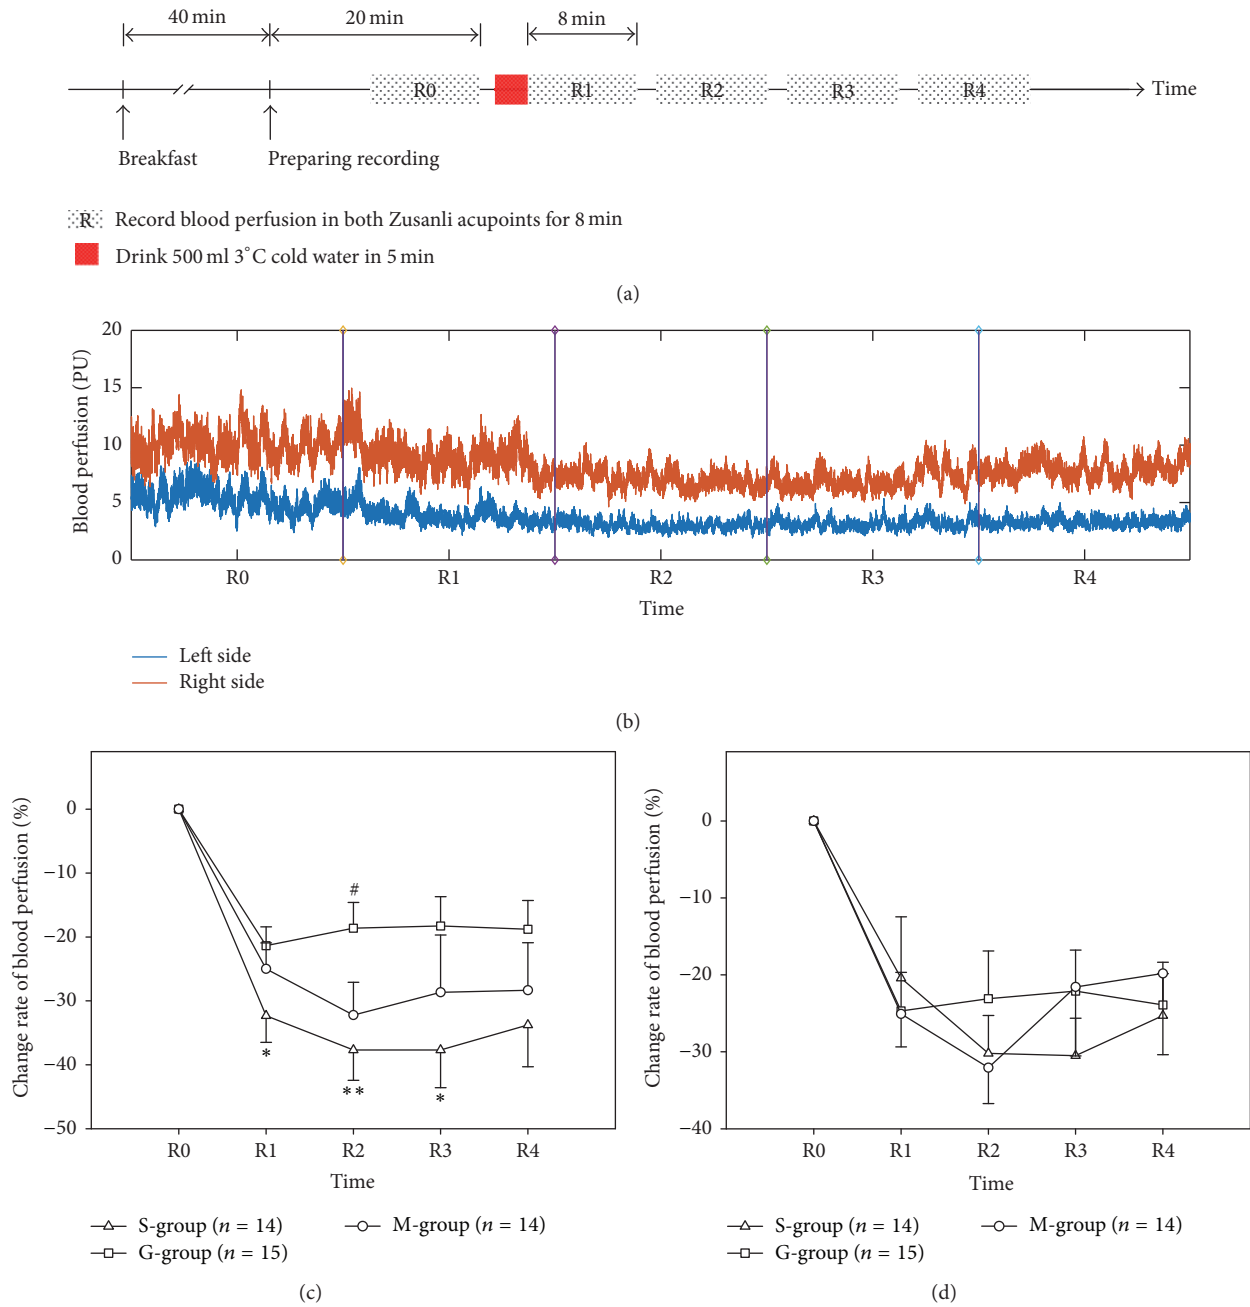 40 min 20 min 8 min
R0 R1 R2 R3 R4 Time
Breakfast Preparing recording
R Record blood perfusion in both Zusanli acupoints for 8 min
Drink 500 ml 3°C cold water in 5 min
(a)
Blood perfusion (PU)
20
15
10
5
0
R0 R1 R2 R3 R4
Time
Left side
Right side
(b)
Change rate of blood perfusion (%)
0
−10
−20
−30
−40
−50
#
*
**
*
R0 R1 R2 R3 R4
Time
S-group (n = 14) M-group (n = 14)
G-group (n = 15)
(c)
Change rate of blood perfusion (%)
0
−10
−20
−30
−40
R0 R1 R2 R3 R4
Time
S-group (n = 14) M-group (n = 14)
G-group (n = 15)
(d)